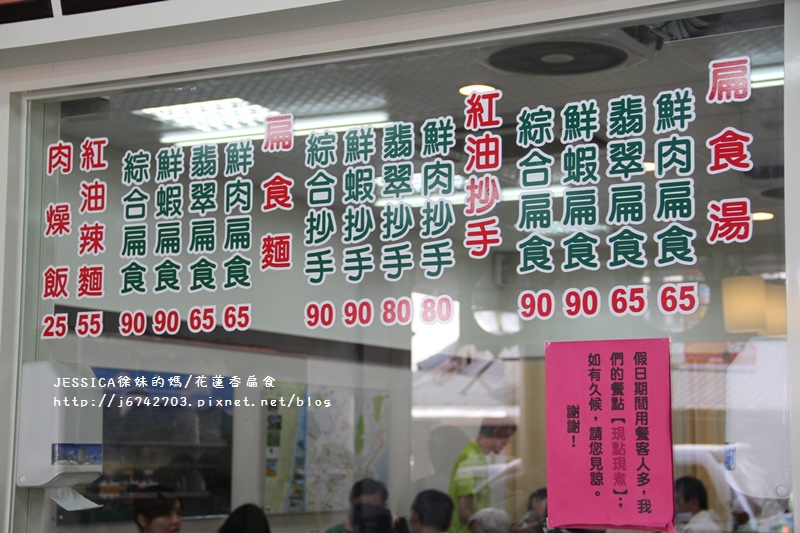 扁食湯
鮮肉扁食 65
翡翠扁食 65
鮮蝦扁食 90
綜合扁食 90
紅油抄手
鮮肉抄手 80
翡翠抄手 80
鮮蝦抄手 90
綜合抄手 90
扁食麵
鮮肉扁食 65
翡翠扁食 65
鮮蝦扁食 90
綜合扁食 90
紅油辣麵 55
肉燥飯 25
假日期間用餐客人多，我
們的餐點【現點現煮】，
如有久候，請您見諒。
謝謝！
JESSICA徐妹的媽/花蓮香扁食
http://j6742703.pixnet.net/blog